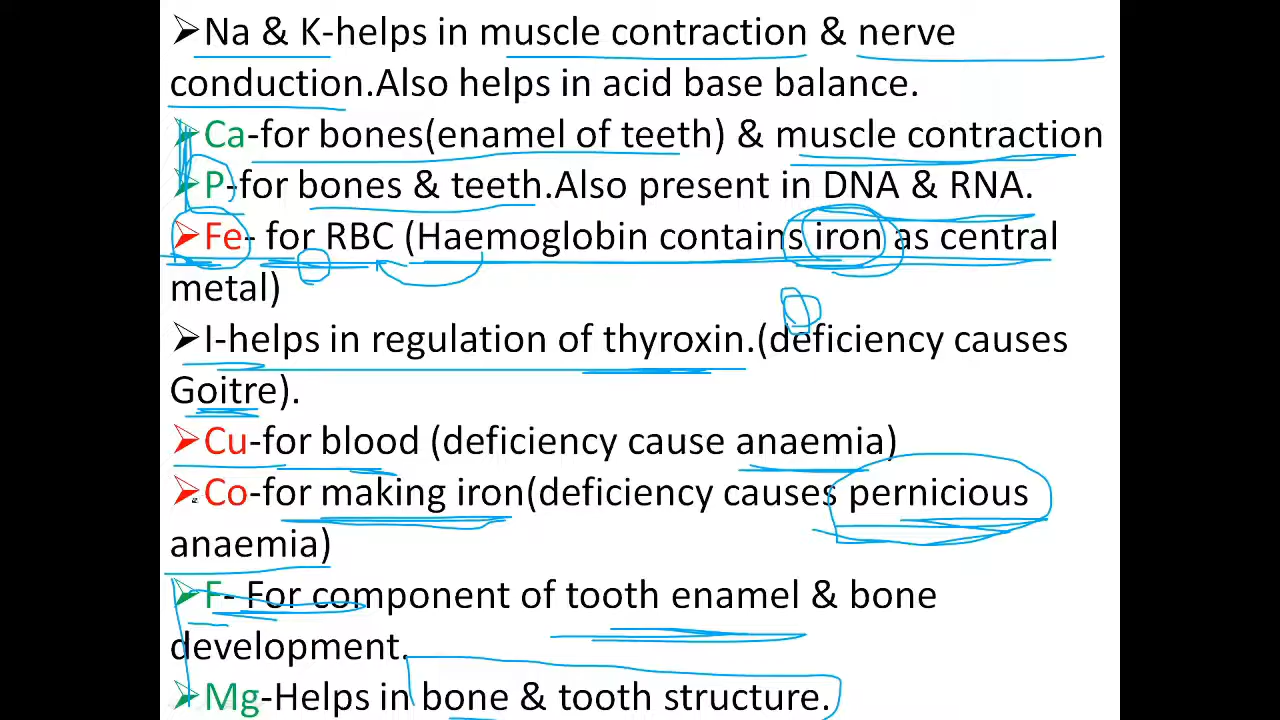 ➢Na & K-helps in muscle contraction & nerve
conduction.Also helps in acid base balance.
➢Ca-for bones(enamel of teeth) & muscle contraction
➢P-for bones & teeth.Also present in DNA & RNA.
➢Fe- for RBC (Haemoglobin contains iron as central
metal)
➢I-helps in regulation of thyroxin.(deficiency causes
Goitre).
➢Cu-for blood (deficiency cause anaemia)
➢Co-for making iron(deficiency causes pernicious
anaemia)
➢F- For component of tooth enamel & bone
development.
➢Mg-Helps in bone & tooth structure.